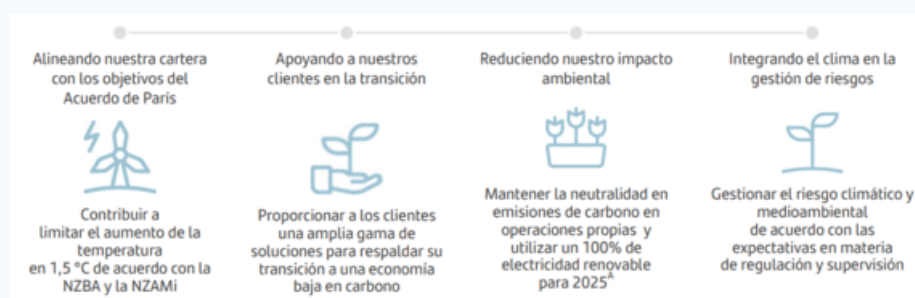 Alineando nuestra cartera
con los objetivos del
Acuerdo de París
Contribuir a
limitar el aumento de la
temperatura
en 1,5 °C de acuerdo con la
NZBA y la NZAMi
Apoyando a nuestros
clientes en la transición
Proporcionar a los clientes
una amplia gama de
soluciones para respaldar su
transición a una economía
baja en carbono
Reduciendo nuestro impacto
ambiental
Mantener la neutralidad en
emisiones de carbono en
operaciones propias y
utilizar un 100% de
electricidad renovable
para 2025ᴬ
Integrando el clima en la
gestión de riesgos
Gestionar el riesgo climático y
medioambiental
de acuerdo con las
expectativas en materia
de regulación y supervisión